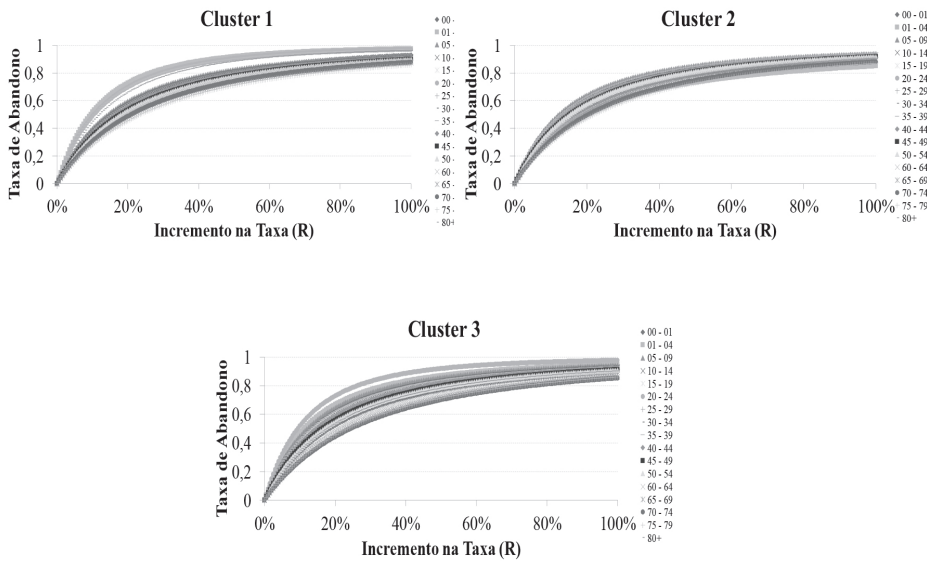 Cluster 1
Taxa de Abandono
1
0,8
0,6
0,4
0,2
0
0%
20%
40%
60%
80%
100%
Incremento na Taxa (R)
00 -
01 -
05 -
10 -
15 -
20 -
25 -
30 -
35 -
40 -
45 -
50 -
60 -
65 -
70 -
75 -
80+
Cluster 2
Taxa de Abandono
1
0,8
0,6
0,4
0,2
0
0%
20%
40%
60%
80%
100%
Incremento na Taxa (R)
00 - 01
01 - 04
05 - 09
10 - 14
15 - 19
20 - 24
25 - 29
30 - 34
35 - 39
40 - 44
45 - 49
50 - 54
60 - 64
65 - 69
70 - 74
75 - 79
80+
Cluster 3
Taxa de Abandono
1
0,8
0,6
0,4
0,2
0
0%
20%
40%
60%
80%
100%
Incremento na Taxa (R)
00 - 01
01 - 04
05 - 09
10 - 14
15 - 19
20 - 24
25 - 29
30 - 34
35 - 39
40 - 44
45 - 49
50 - 54
60 - 64
65 - 69
70 - 74
75 - 79
80+